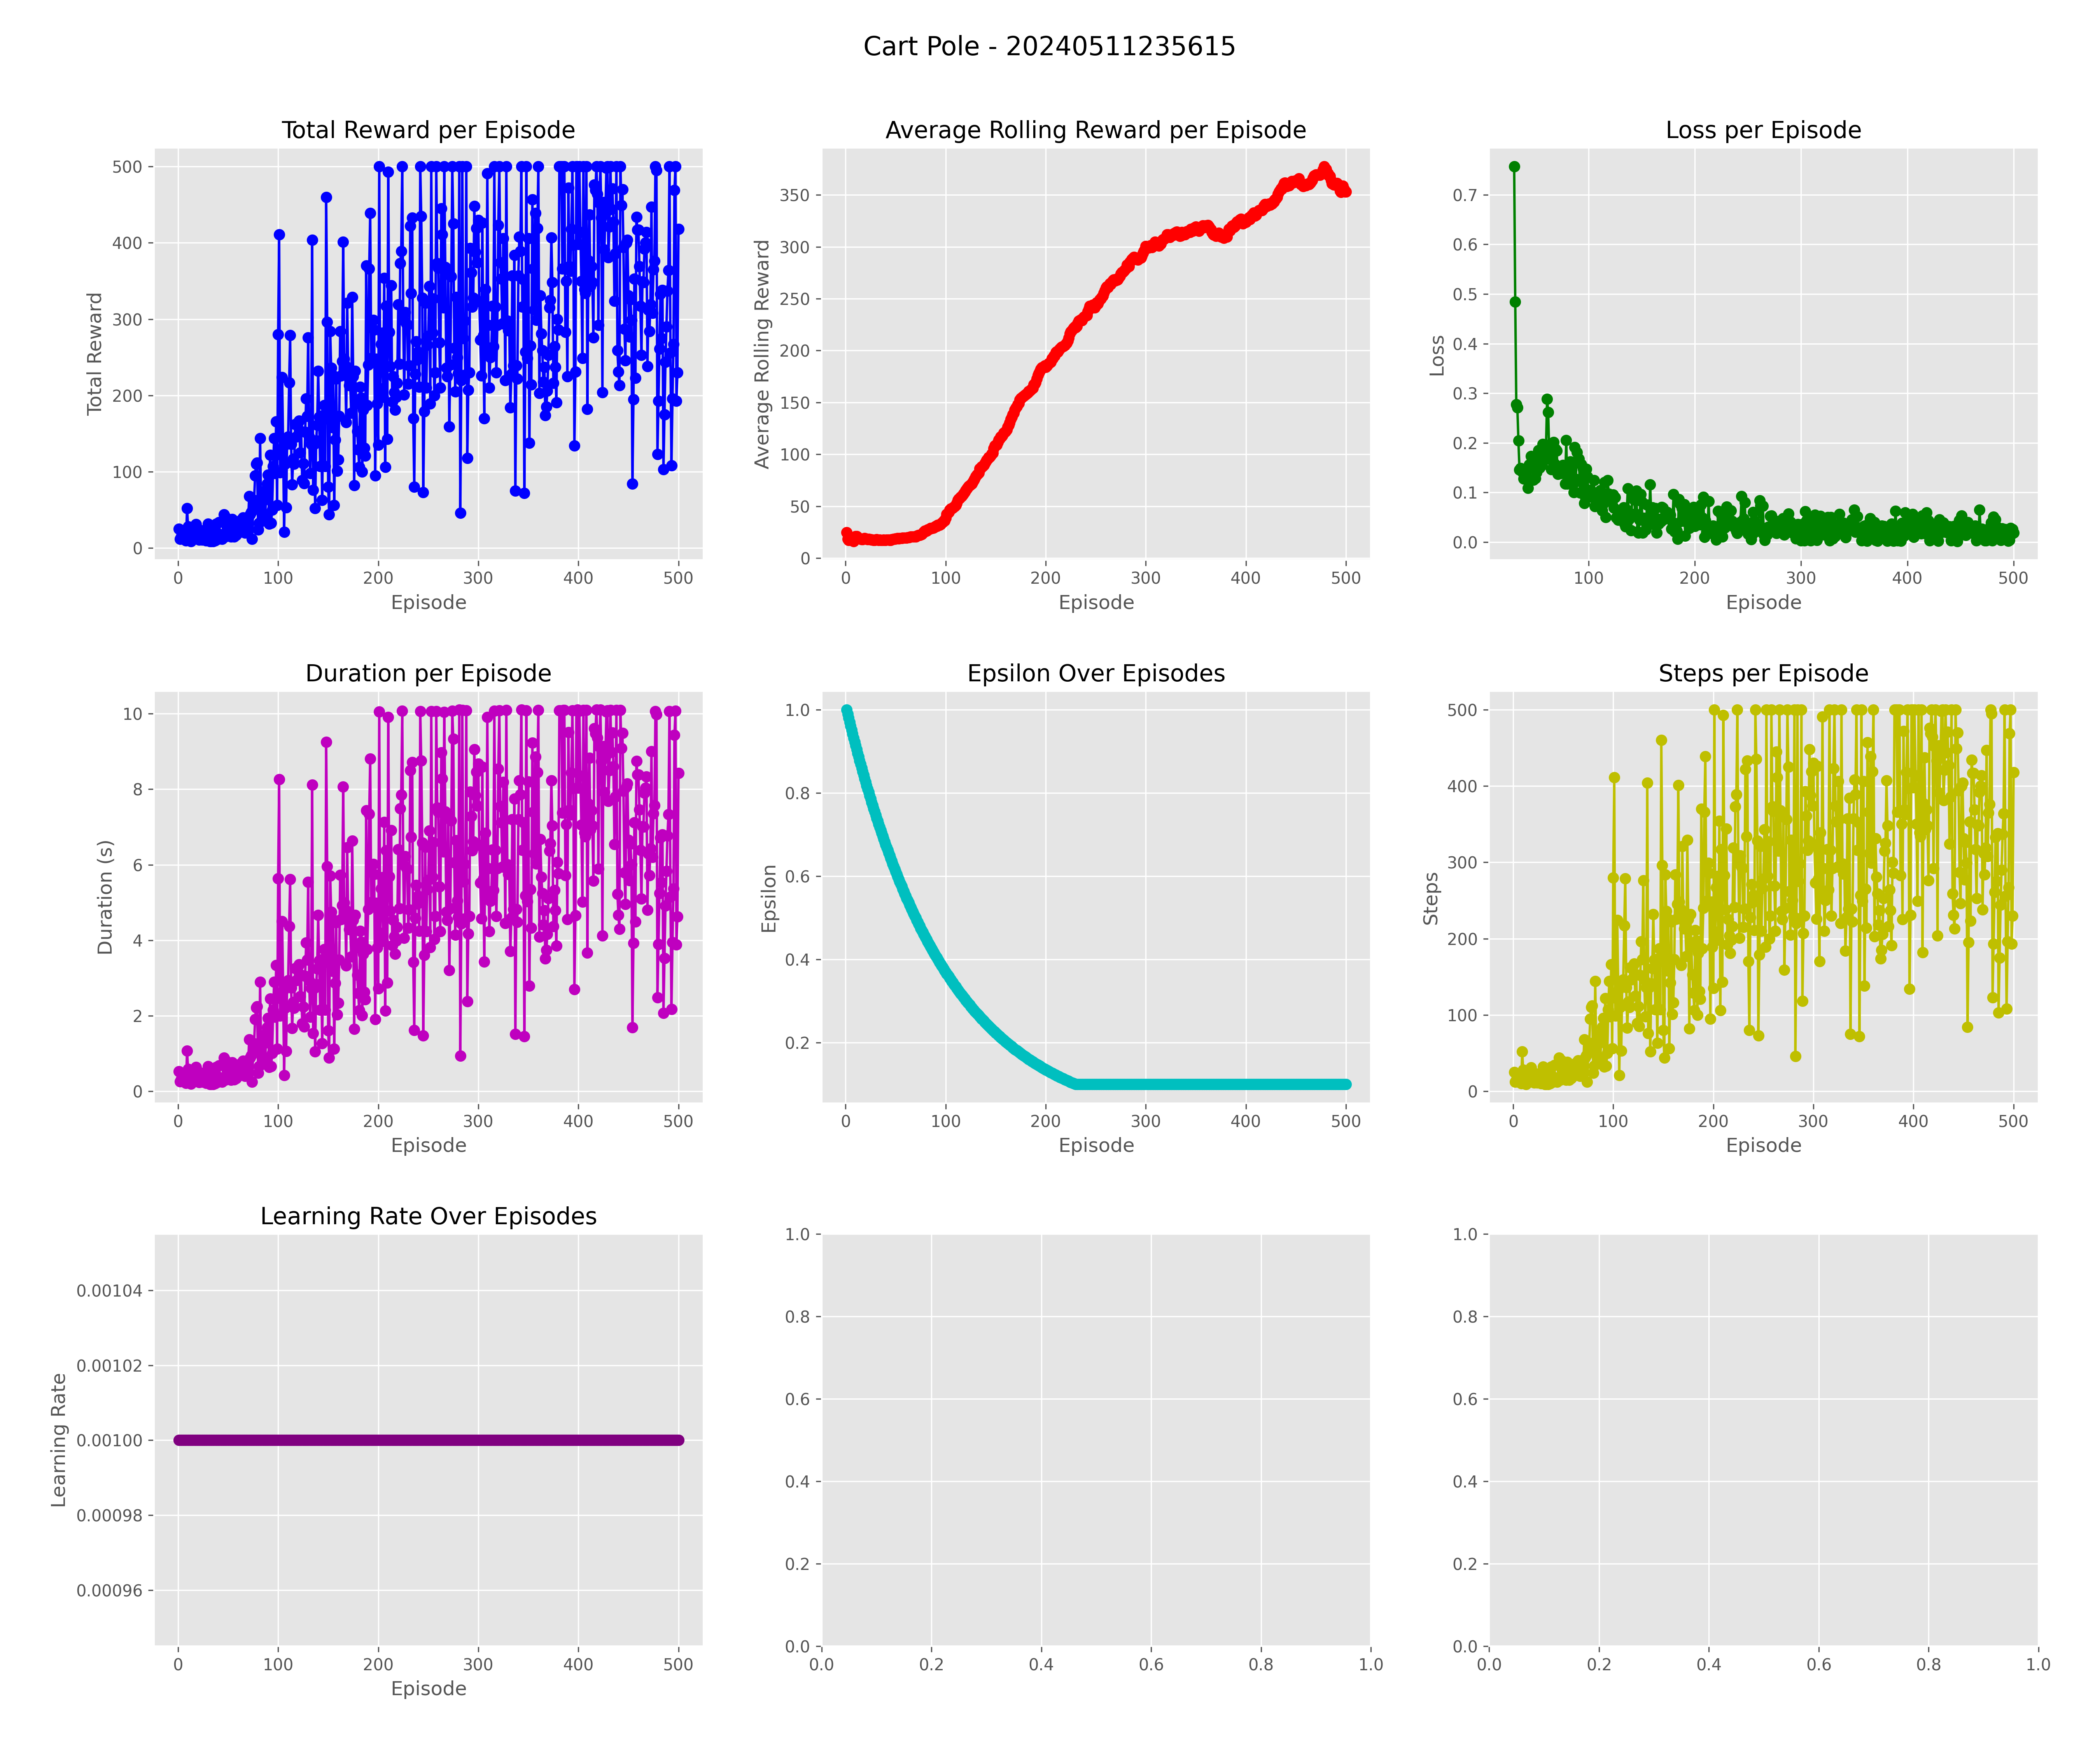 Cart Pole - 20240511235615
Total Reward per Episode
Average Rolling Reward per Episode
Loss per Episode
Total Reward
500
400
300
200
100
0
0 100 200 300 400 500
Episode
Average Rolling Reward
350
300
250
200
150
100
50
0
0 100 200 300 400 500
Episode
Loss
0.7
0.6
0.5
0.4
0.3
0.2
0.1
0.0
100 200 300 400 500
Episode
Duration per Episode
Epsilon Over Episodes
Steps per Episode
Duration (s)
10
8
6
4
2
0
0 100 200 300 400 500
Episode
Epsilon
1.0
0.8
0.6
0.4
0.2
0 100 200 300 400 500
Episode
Steps
500
400
300
200
100
0
0 100 200 300 400 500
Episode
Learning Rate Over Episodes
Learning Rate
0.00104
0.00102
0.00100
0.00098
0.00096
0 100 200 300 400 500
Episode
1.0
0.8
0.6
0.4
0.2
0.0
0.0 0.2 0.4 0.6 0.8 1.0
1.0
0.8
0.6
0.4
0.2
0.0
0.0 0.2 0.4 0.6 0.8 1.0